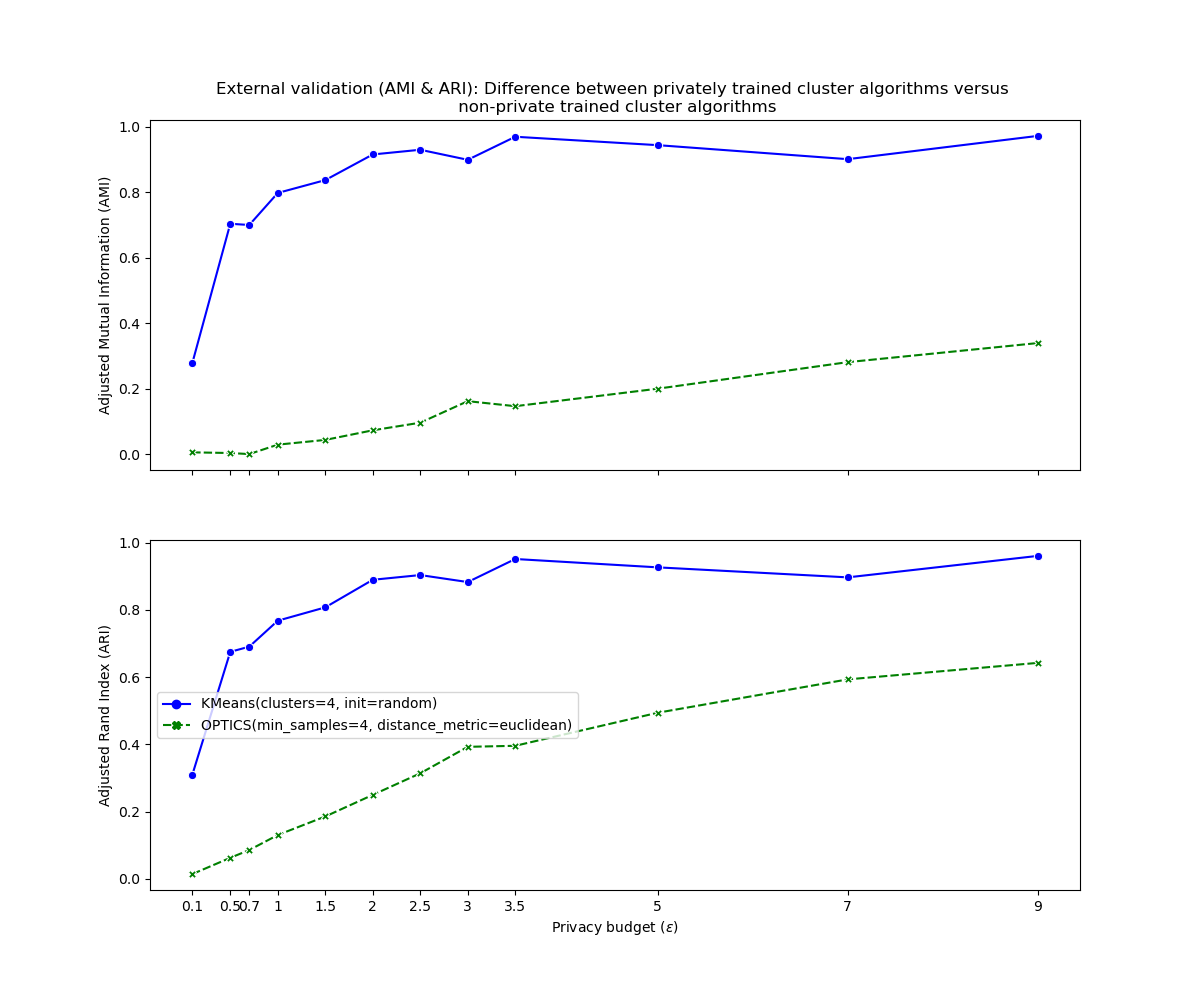 External validation (AMI & ARI): Difference between privately trained cluster algorithms versus
non-private trained cluster algorithms
1.0
0.8
0.6
0.4
0.2
0.0
Adjusted Mutual Information (AMI)
1.0
0.8
0.6
0.4
0.2
0.0
Adjusted Rand Index (ARI)
KMeans(clusters=4, init=random)
OPTICS(min_samples=4, distance_metric=euclidean)
0.1 0.5 0.7 1 1.5 2 2.5 3 3.5 5 7 9
Privacy budget (ε)